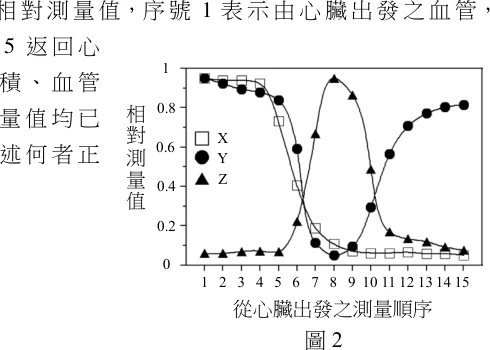 相對測量值，序號 1 表示由心臟出發之血管，
5 返回心
積、血管
量值均已
述何者正
相對測量值
1
0.8
0.6
0.4
0.2
0
X
Y
Z
1 2 3 4 5 6 7 8 9 10 11 12 13 14 15
從心臟出發之測量順序
圖 2